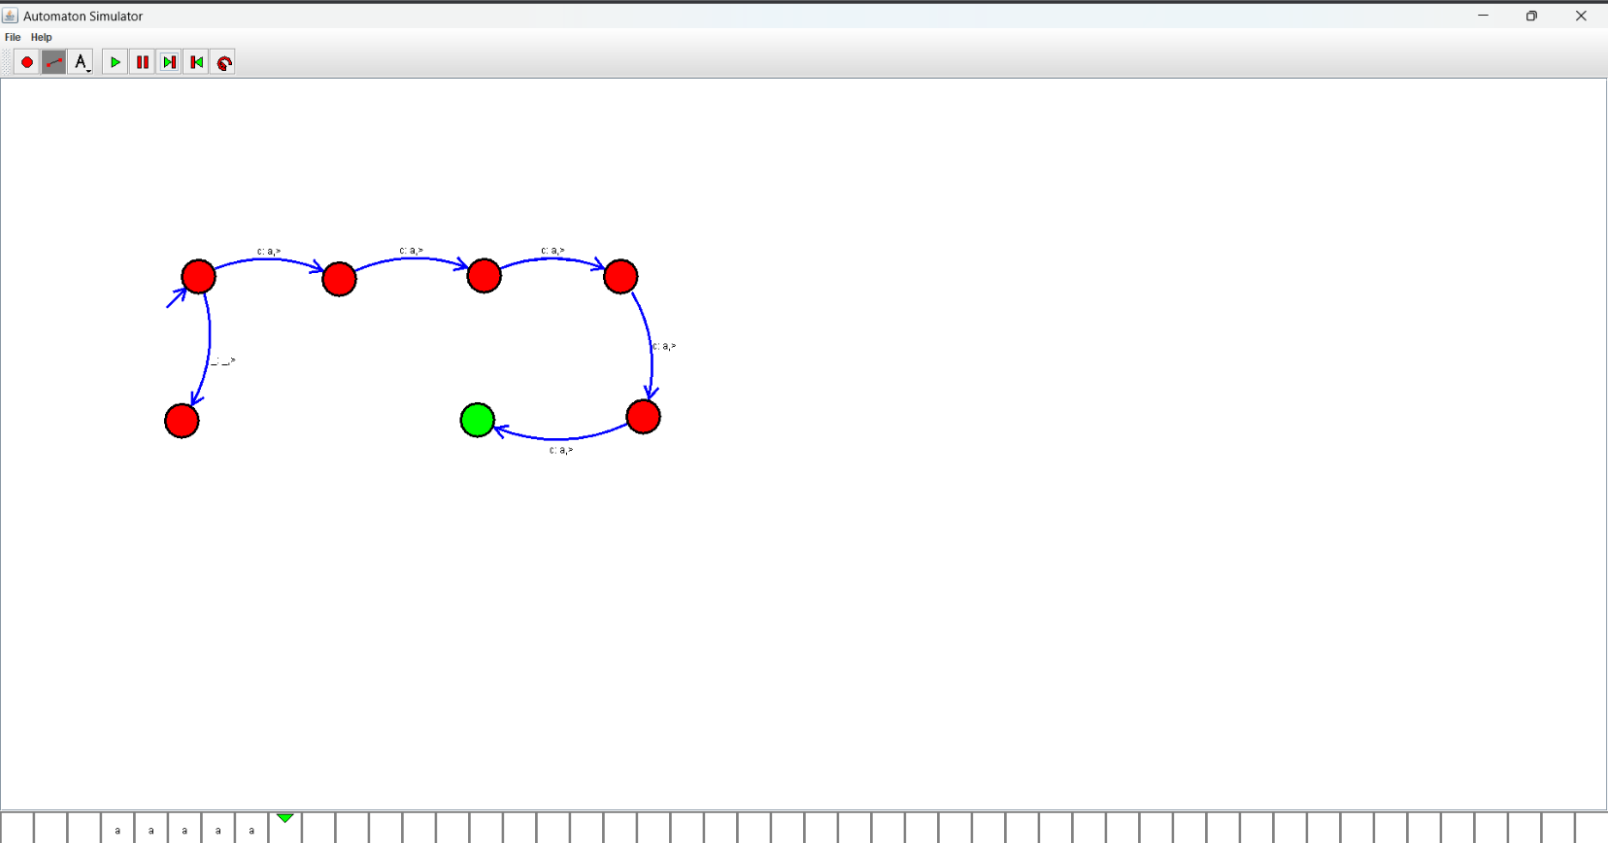 Automaton Simulator
File Help
A
c: a,>
c: a,>
c: a,>
_: _,>
c: a,>
c: a,>
a a a a a